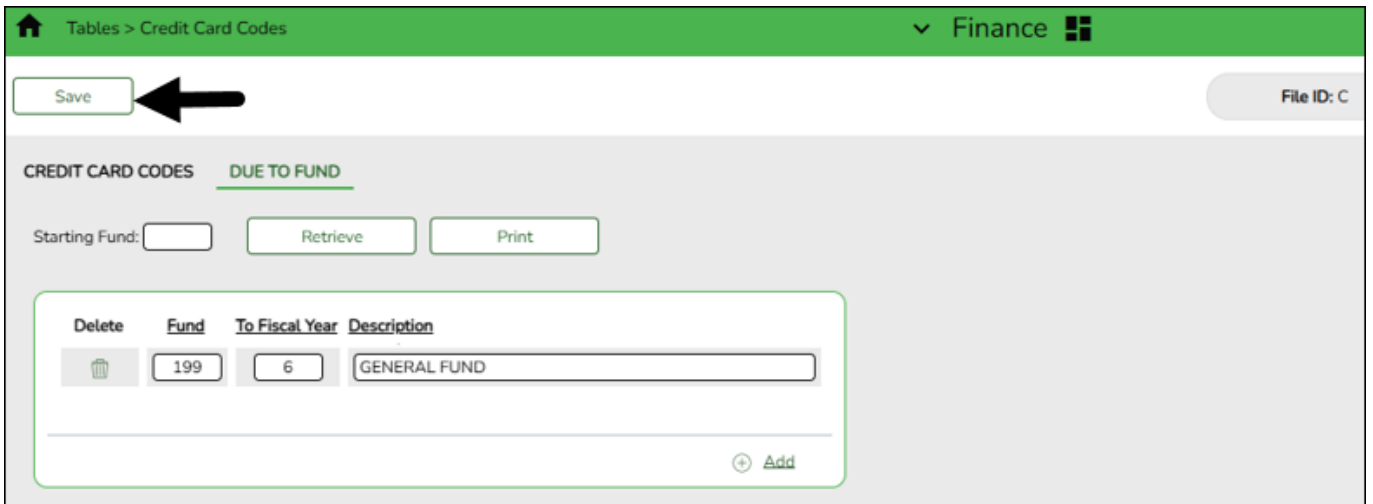 Tables > Credit Card Codes Finance
Save File ID: C
CREDIT CARD CODES DUE TO FUND
Starting Fund: Retrieve Print
Delete Fund To Fiscal Year Description
199 6 GENERAL FUND
Add